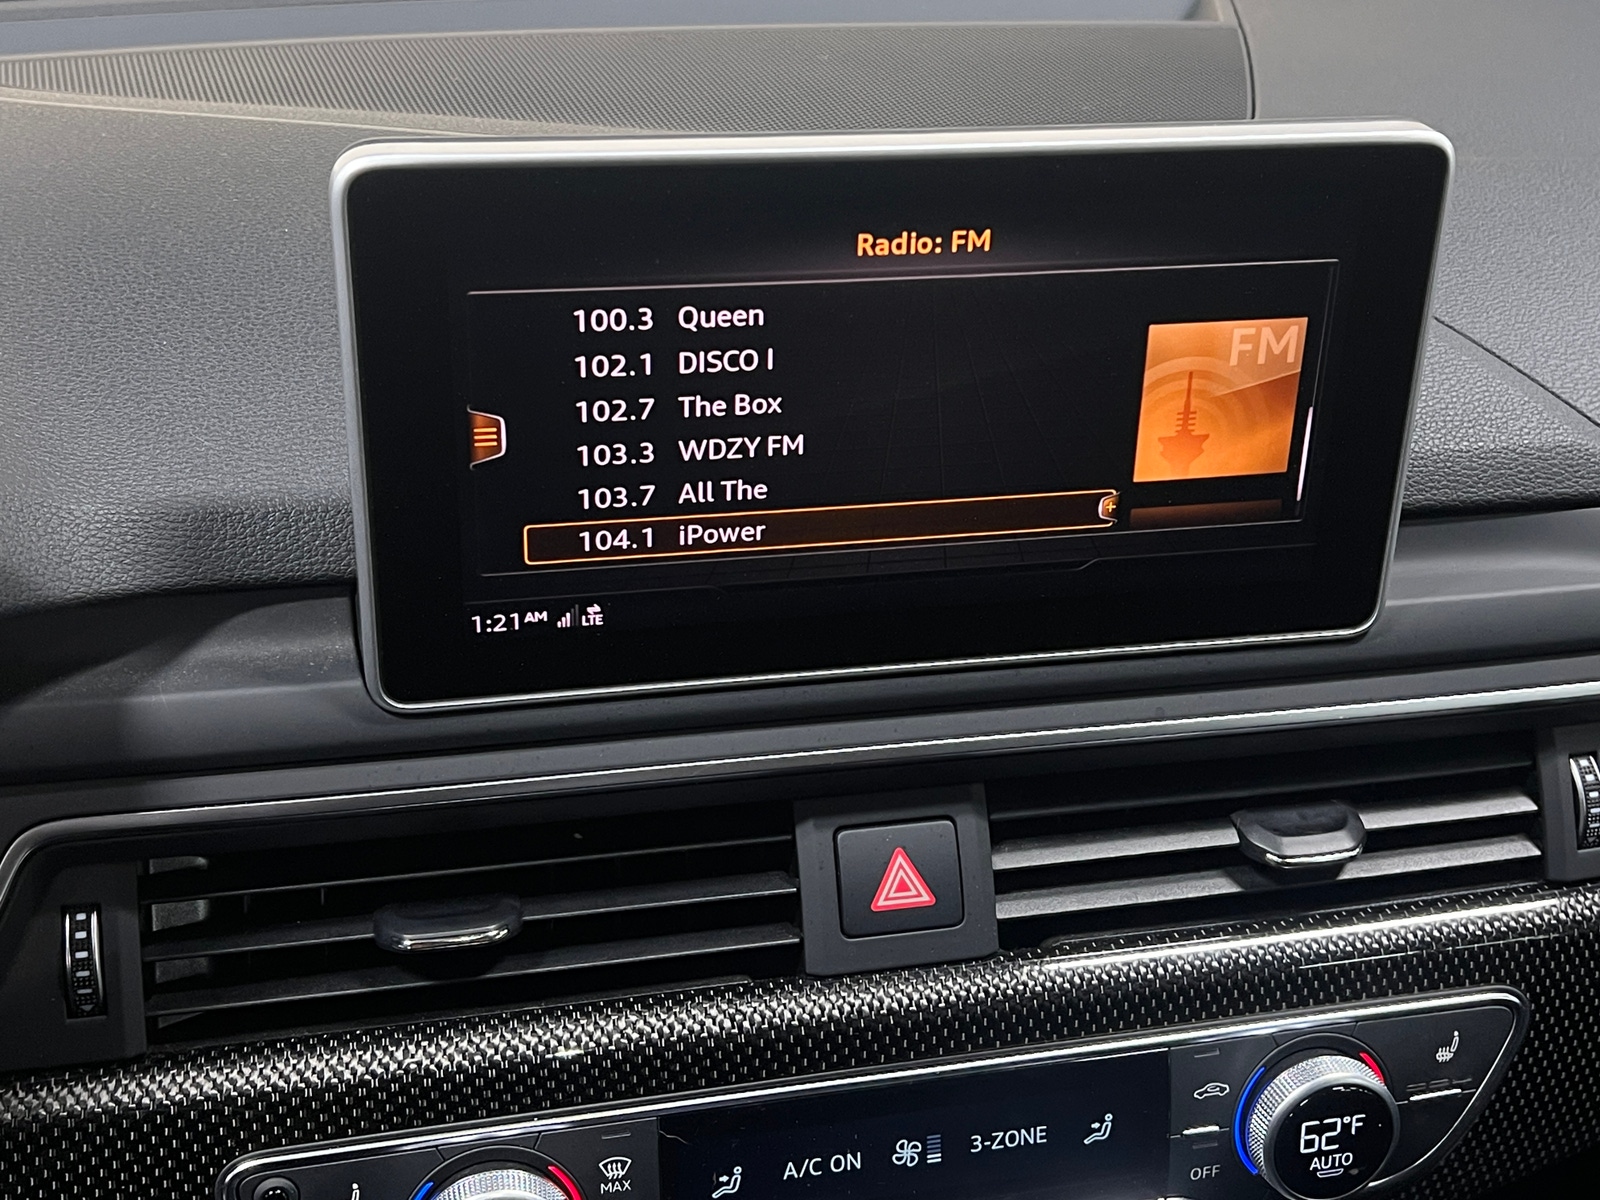 Radio: FM
100.3 Queen
FM
102.1 DISCO I
102.7 The Box
103.3 WDZY FM
103.7 All The
104.1 iPower
1:21 AM LTE
62°F
AUTO
A/C ON
3-ZONE
OFF
MAX